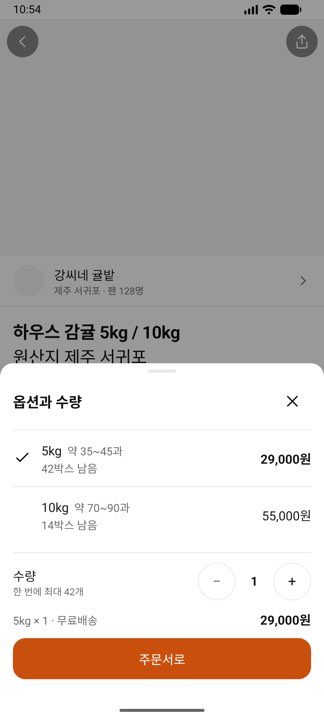 10:54
강씨네 귤밭
제주 서귀포 · 팬 128명
하우스 감귤 5kg / 10kg
원산지 제주 서귀포
옵션과 수량
5kg 약 35~45과
29,000원
42박스 남음
10kg 약 70~90과
55,000원
14박스 남음
수량
한 번에 최대 42개
− 1 +
5kg × 1 · 무료배송
29,000원
주문서로